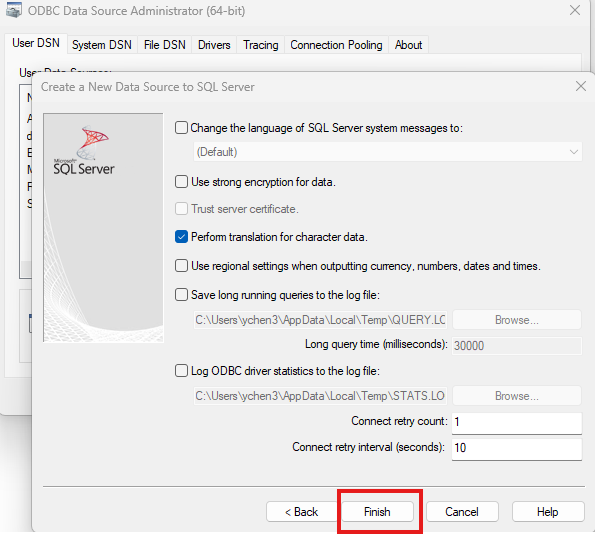 ODBC Data Source Administrator (64-bit)
User DSN System DSN File DSN Drivers Tracing Connection Pooling About
Create a New Data Source to SQL Server
Microsoft
SQL Server
Change the language of SQL Server system messages to:
(Default)
Use strong encryption for data.
Trust server certificate.
Perform translation for character data.
Use regional settings when outputting currency, numbers, dates and times.
Save long running queries to the log file:
C:\Users\ychen3\AppData\Local\Temp\QUERY.LO Browse...
Long query time (milliseconds): 30000
Log ODBC driver statistics to the log file:
C:\Users\ychen3\AppData\Local\Temp\STATS.LO Browse...
Connect retry count: 1
Connect retry interval (seconds): 10
< Back Finish Cancel Help